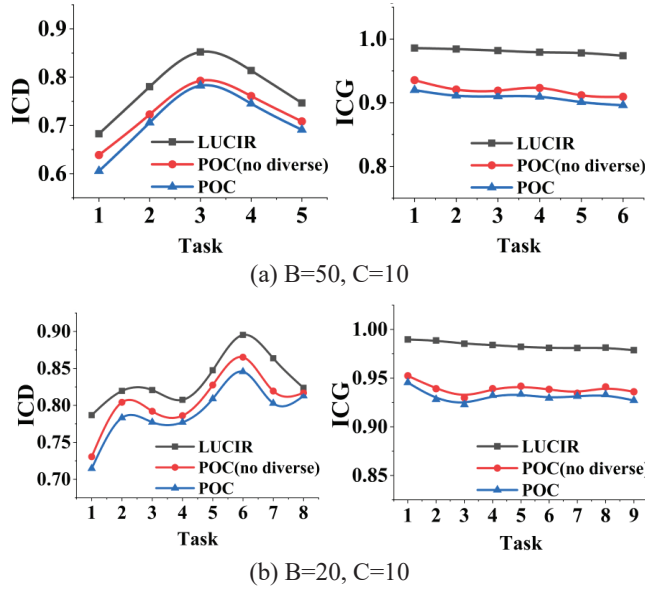 0.9
0.8
0.7
0.6
ICD
LUCIR
POC(no diverse)
POC
1 2 3 4 5
Task
1.0
0.9
0.8
ICG
LUCIR
POC(no diverse)
POC
1 2 3 4 5 6
Task
(a) B=50, C=10
0.90
0.85
0.80
0.75
0.70
ICD
LUCIR
POC(no diverse)
POC
1 2 3 4 5 6 7 8
Task
1.00
0.95
0.90
0.85
ICG
LUCIR
POC(no diverse)
POC
1 2 3 4 5 6 7 8 9
Task
(b) B=20, C=10